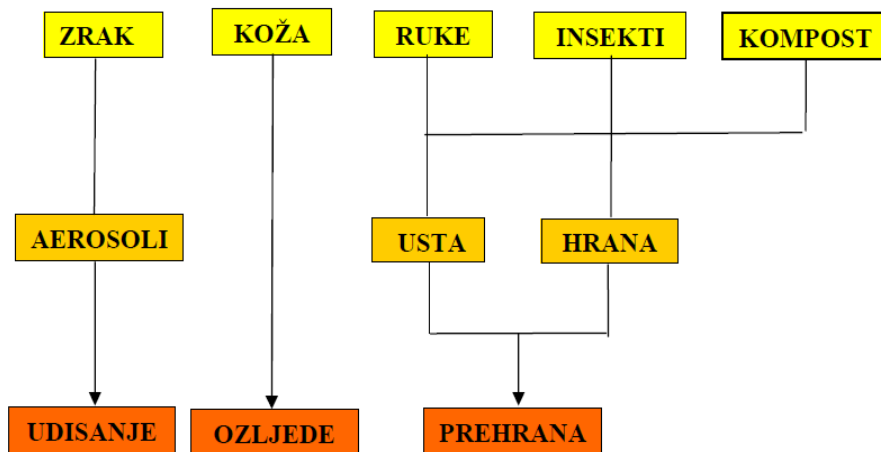 ZRAK
KOŽA
RUKE
INSEKTI
KOMPOST
AEROSOLI
USTA
HRANA
UDISANJE
OZLJEDE
PREHRANA